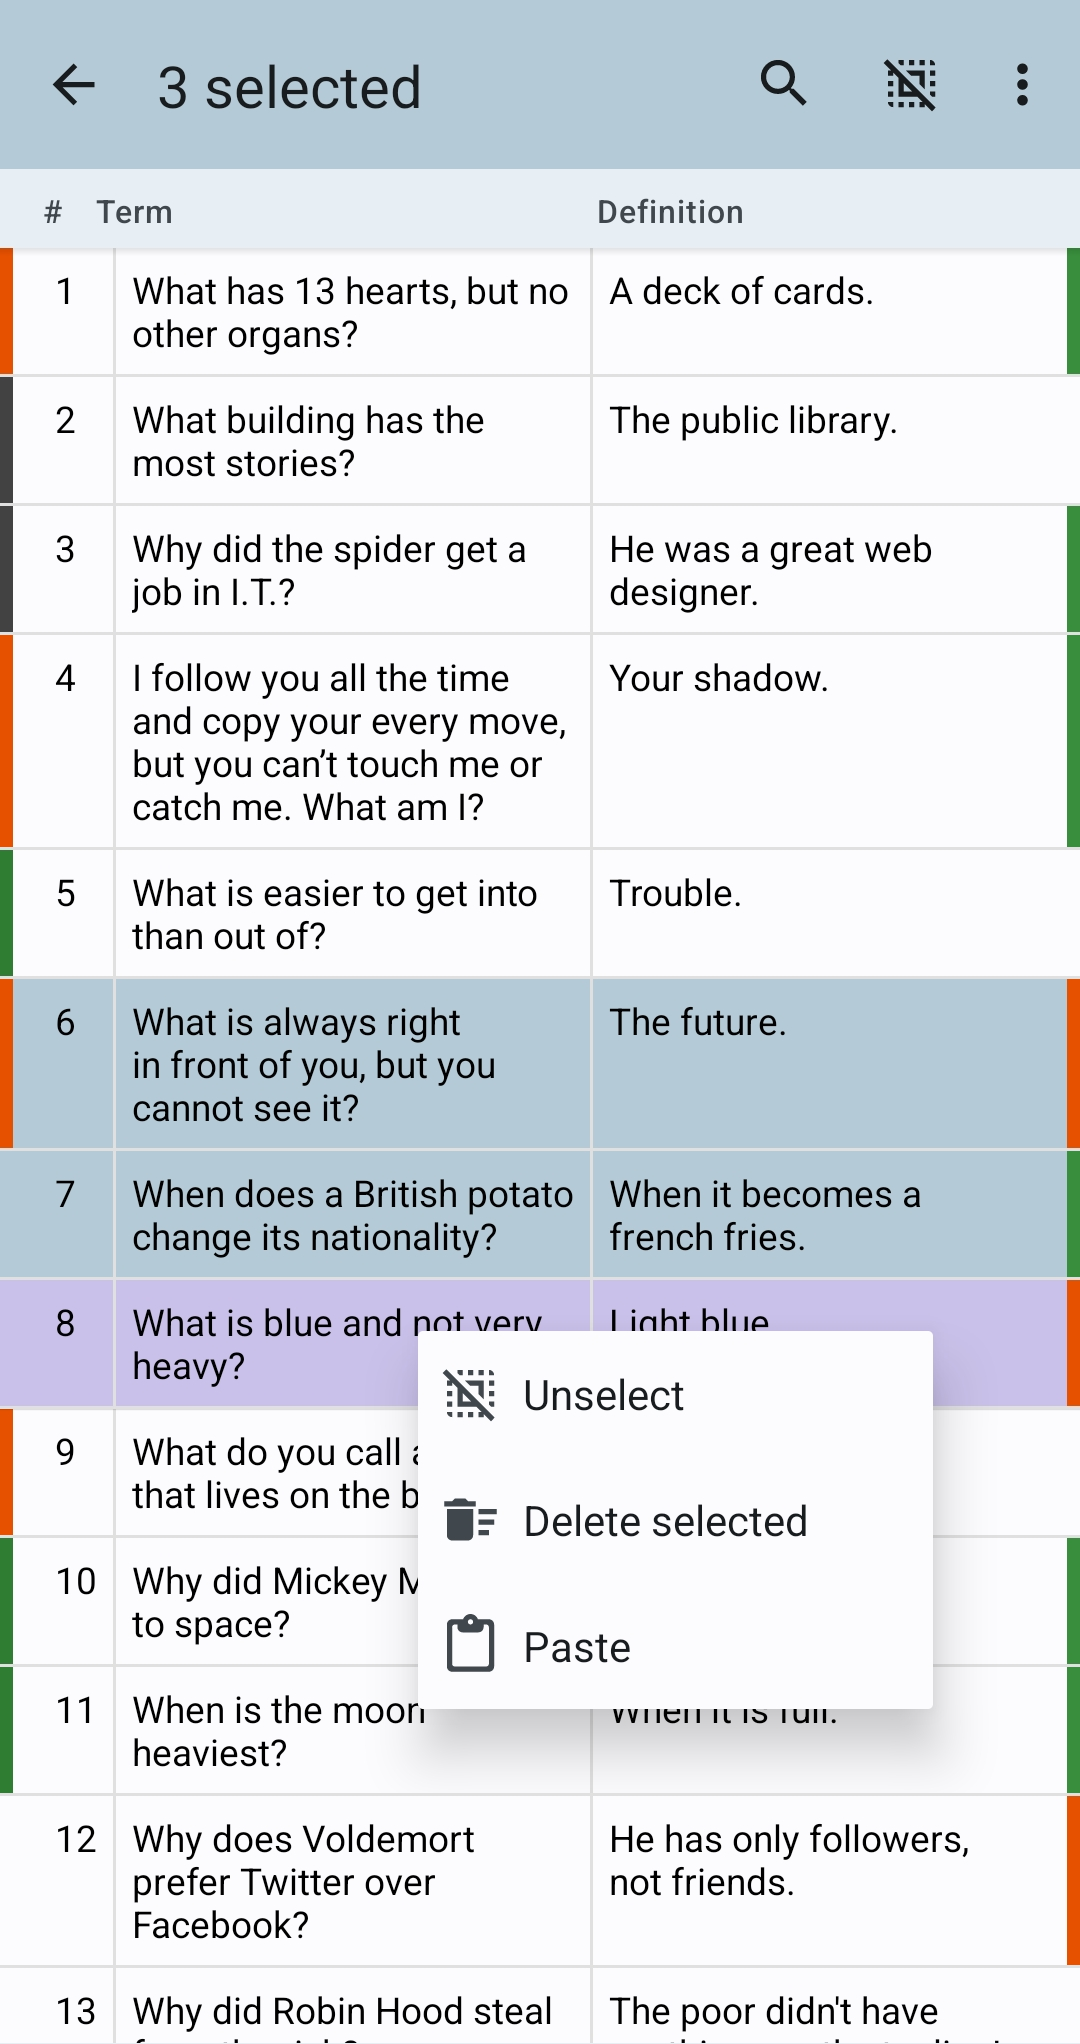 3 selected
# Term Definition
1 What has 13 hearts, but no A deck of cards.
other organs?
2 What building has the The public library.
most stories?
3 Why did the spider get a He was a great web
job in I.T.? designer.
4 I follow you all the time Your shadow.
and copy your every move,
but you can’t touch me or
catch me. What am I?
5 What is easier to get into Trouble.
than out of?
6 What is always right The future.
in front of you, but you
cannot see it?
7 When does a British potato When it becomes a
change its nationality? french fries.
8 What is blue and not very Light blue
heavy?
Unselect
9 What do you call
that lives on the
Delete selected
10 Why did Mickey
to space?
Paste
11 When is the moon When it is full.
heaviest?
12 Why does Voldemort He has only followers,
prefer Twitter over not friends.
Facebook?
13 Why did Robin Hood steal The poor didn't have